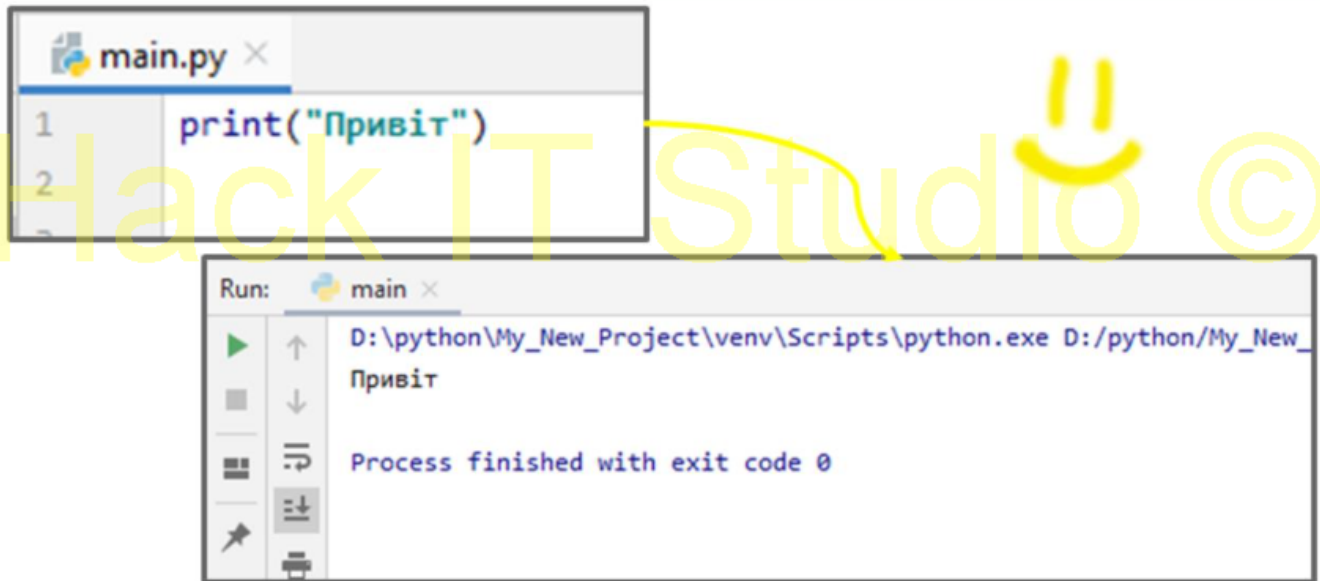 main.py
1 print("Привіт")
2
Hack IT Studio ©
Run: main
D:\python\My_New_Project\venv\Scripts\python.exe D:/python/My_New_
Привіт
Process finished with exit code 0